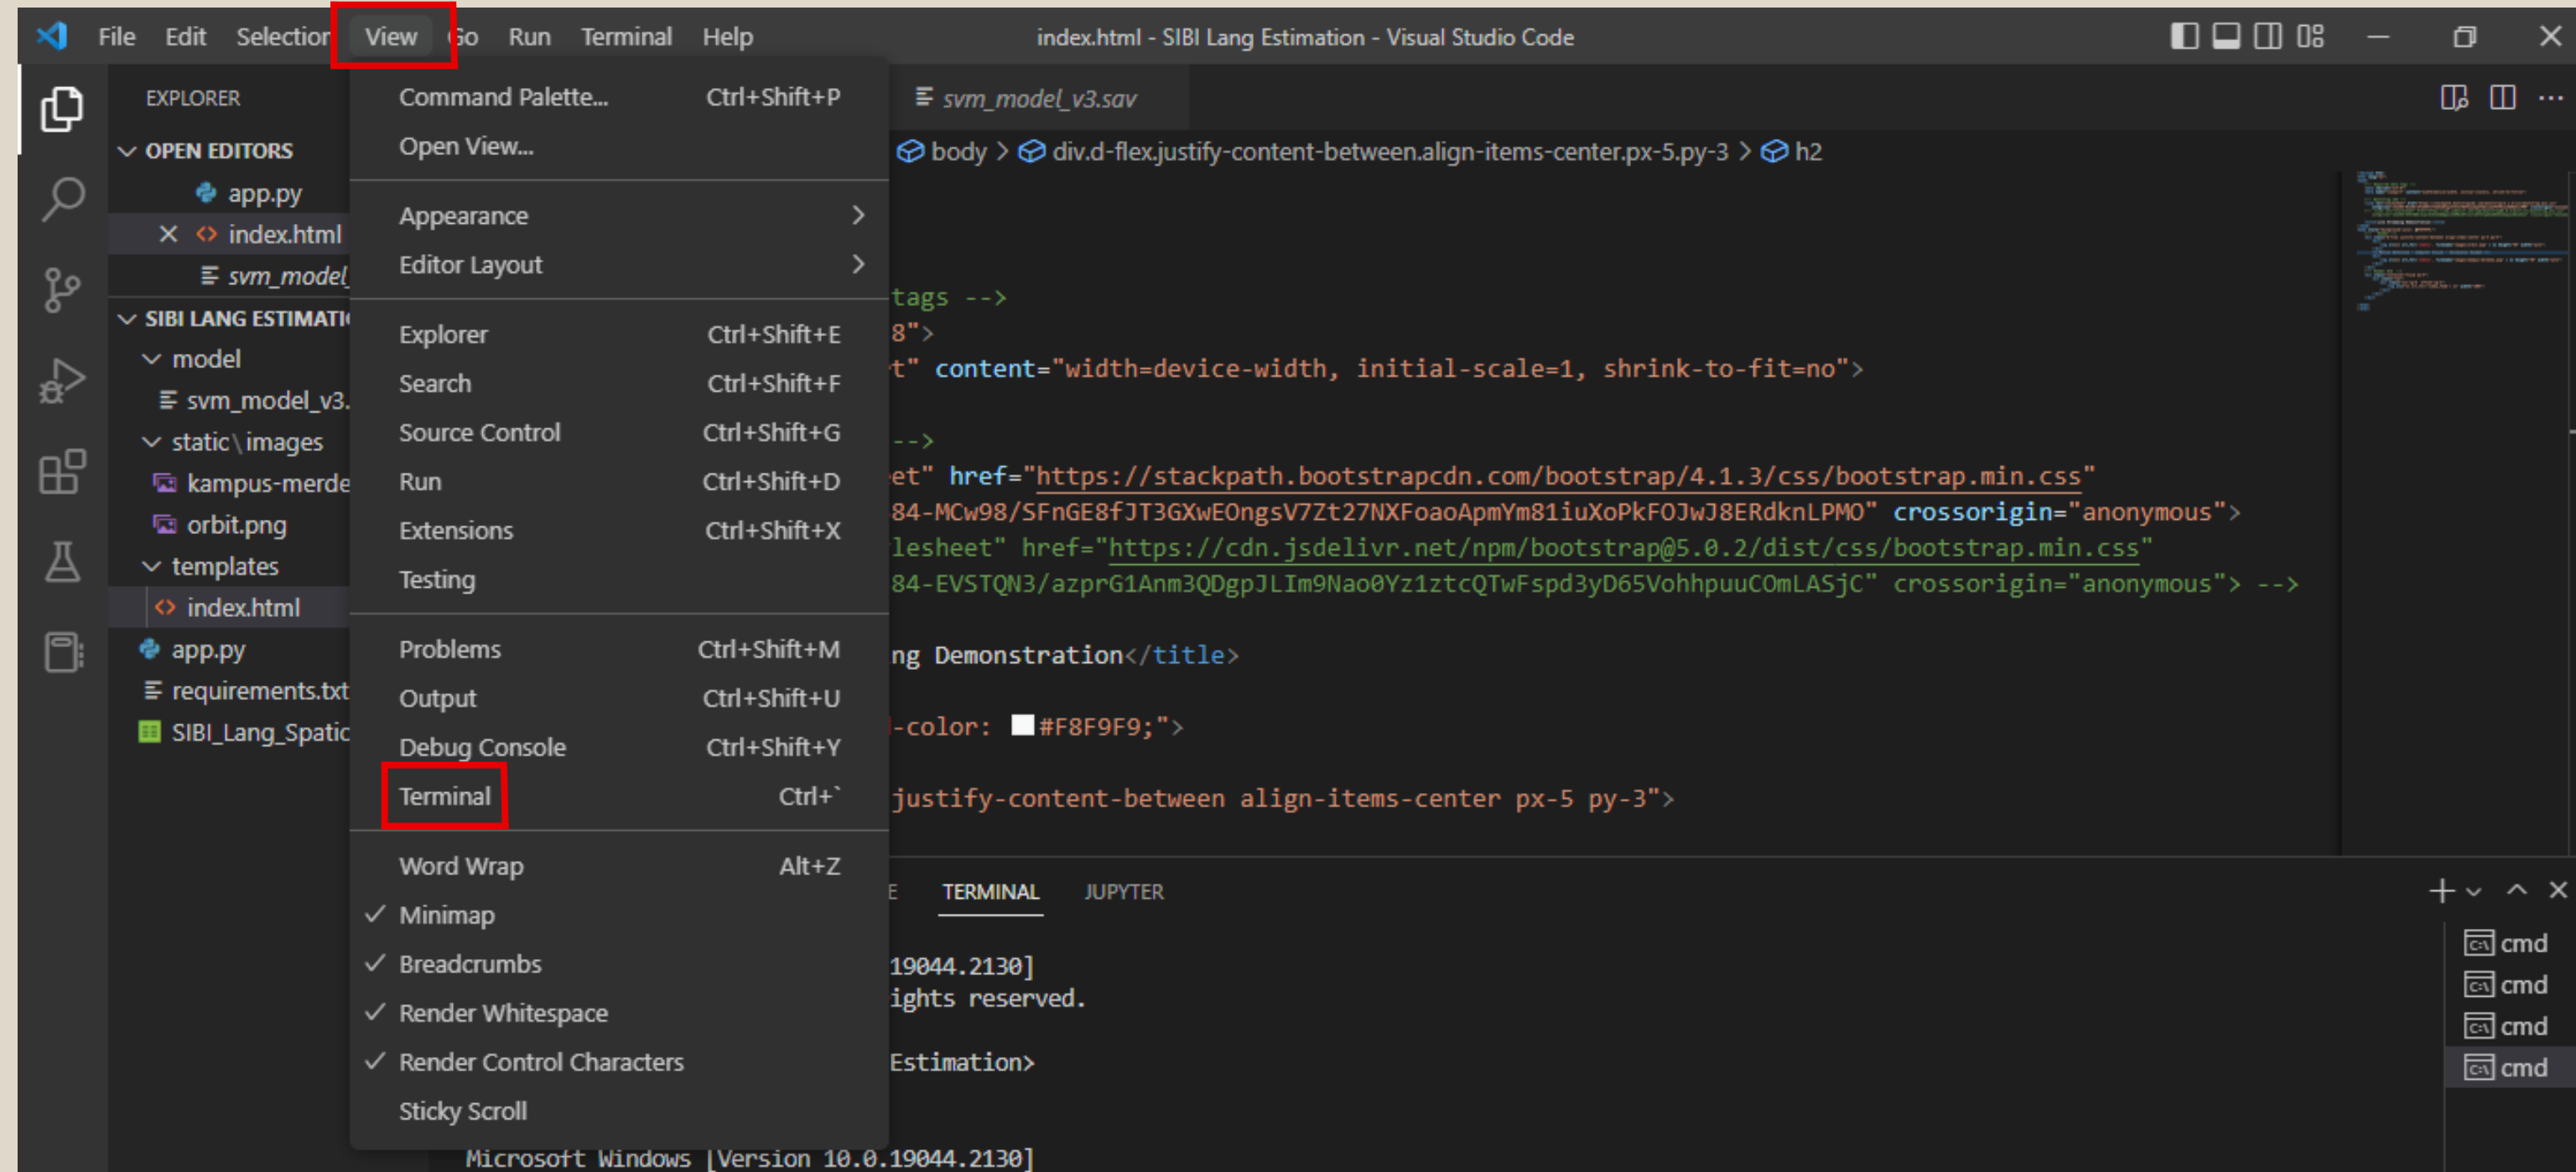 File Edit Selection View Go Run Terminal Help index.html - SIBI Lang Estimation - Visual Studio Code
EXPLORER
OPEN EDITORS
app.py
index.html
svm_model_
SIBI LANG ESTIMATI
model
svm_model_v3.
static\images
kampus-merde
orbit.png
templates
index.html
app.py
requirements.txt
SIBI_Lang_Spatic
Command Palette... Ctrl+Shift+P
Open View...
Appearance
Editor Layout
Explorer Ctrl+Shift+E
Search Ctrl+Shift+F
Source Control Ctrl+Shift+G
Run Ctrl+Shift+D
Extensions Ctrl+Shift+X
Testing
Problems Ctrl+Shift+M
Output Ctrl+Shift+U
Debug Console Ctrl+Shift+Y
Terminal Ctrl+`
Word Wrap Alt+Z
Minimap
Breadcrumbs
Render Whitespace
Render Control Characters
Sticky Scroll
svm_model_v3.sav
body > div.d-flex.justify-content-between.align-items-center.px-5.py-3 > h2
tags -->
8">
t" content="width=device-width, initial-scale=1, shrink-to-fit=no">
-->
et" href="https://stackpath.bootstrapcdn.com/bootstrap/4.1.3/css/bootstrap.min.css"
84-MCw98/SFnGE8fJT3GXwEOngsV7Zt27NXFoaoApmYm81iuXoPkFOJwJ8ERdknLPMO" crossorigin="anonymous">
lesheet" href="https://cdn.jsdelivr.net/npm/bootstrap@5.0.2/dist/css/bootstrap.min.css"
84-EVSTQN3/azprG1Anm3QDgpJLIm9Nao0Yz1ztcQTwFspd3yD65VohhpuuCOmLASjC" crossorigin="anonymous"> -->
ng Demonstration</title>
-color: #F8F9F9;">
justify-content-between align-items-center px-5 py-3">
E TERMINAL JUPYTER
19044.2130]
ights reserved.
Estimation>
Microsoft Windows [Version 10.0.19044.2130]
cmd
cmd
cmd
cmd